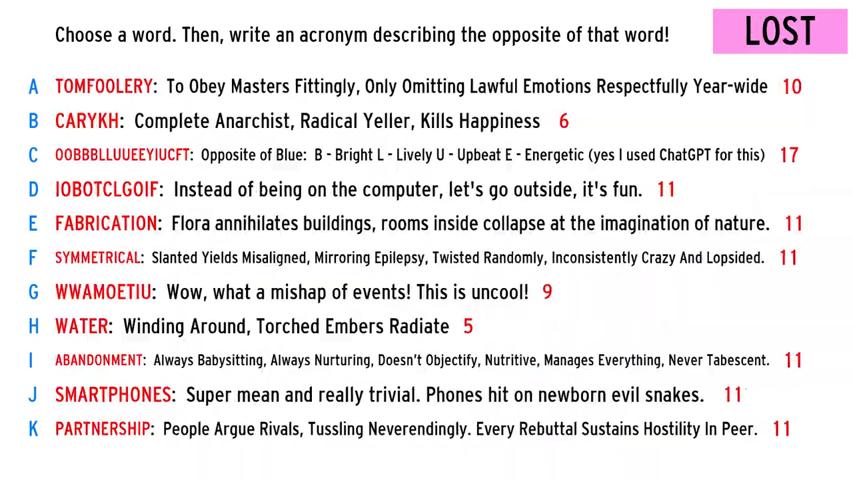 Choose a word. Then, write an acronym describing the opposite of that word!
LOST
A TOMFOOLERY: To Obey Masters Fittingly, Only Omitting Lawful Emotions Respectfully Year-wide 10
B CARYKH: Complete Anarchist, Radical Yeller, Kills Happiness 6
C OOBBBLLUUEEYIUCFT: Opposite of Blue: B - Bright L - Lively U - Upbeat E - Energetic (yes I used ChatGPT for this) 17
D IOBOTCLGOIF: Instead of being on the computer, let's go outside, it's fun. 11
E FABRICATION: Flora annihilates buildings, rooms inside collapse at the imagination of nature. 11
F SYMMETRICAL: Slanted Yields Misaligned, Mirroring Epilepsy, Twisted Randomly, Inconsistently Crazy And Lopsided. 11
G WWAMOETIU: Wow, what a mishap of events! This is uncool! 9
H WATER: Winding Around, Torched Embers Radiate 5
I ABANDONMENT: Always Babysitting, Always Nurturing, Doesn't Objectify, Nutritive, Manages Everything, Never Tabescent. 11
J SMARTPHONES: Super mean and really trivial. Phones hit on newborn evil snakes. 11
K PARTNERSHIP: People Argue Rivals, Tussling Neverendingly. Every Rebuttal Sustains Hostility In Peer. 11